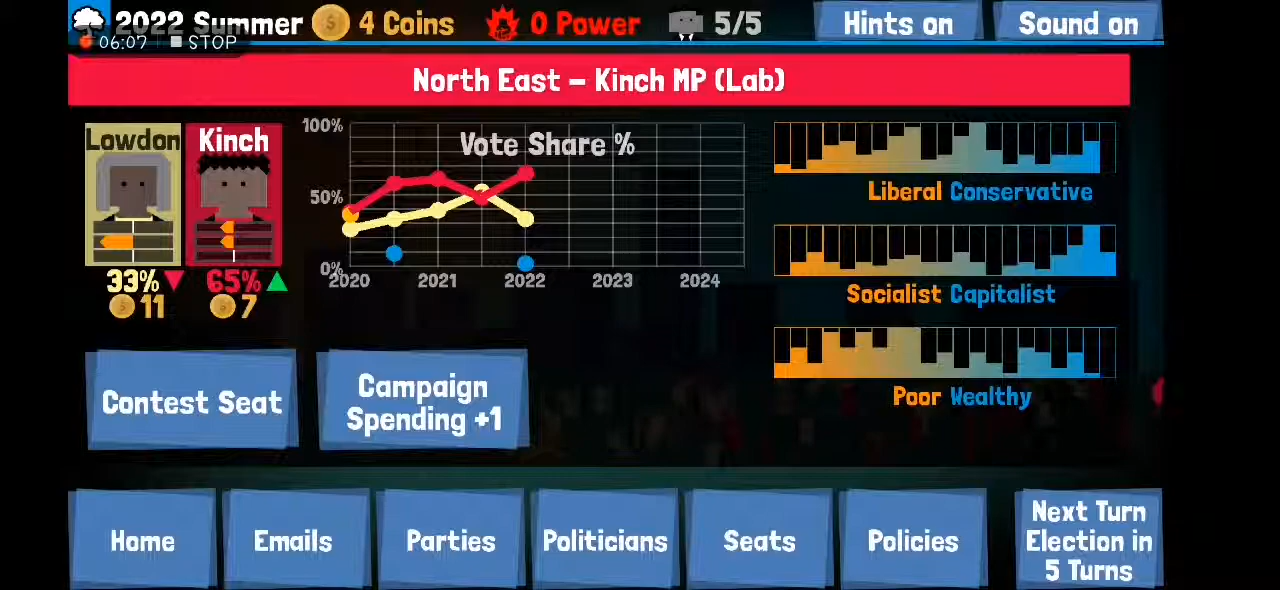 2022 Summer 4 Coins 0 Power 5/5 Hints on Sound on
06:07 STOP
North East – Kinch MP (Lab)
Lowdon Kinch
100%
50%
0%
Vote Share %
2020 2021 2022 2023 2024
33% 65%
11 7
Liberal Conservative
Socialist Capitalist
Poor Wealthy
Contest Seat
Campaign
Spending +1
Home
Emails
Parties
Politicians
Seats
Policies
Next Turn
Election in
5 Turns